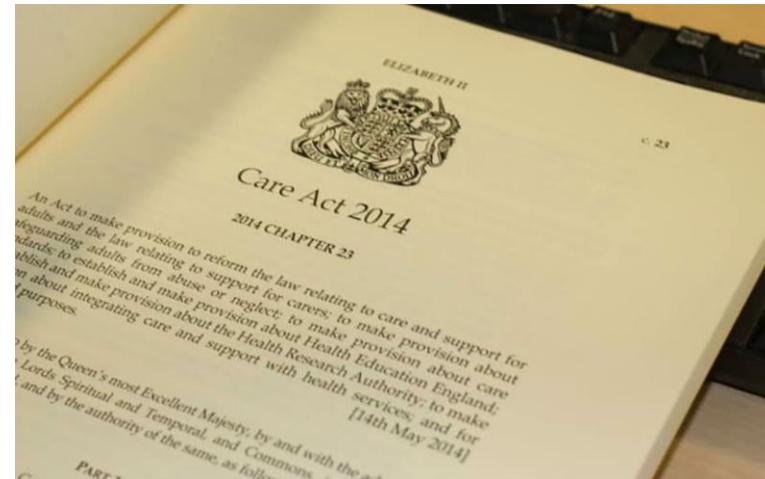 ELIZABETH II
c. 23
Care Act 2014
2014 CHAPTER 23
An Act to make provision to reform the law relating to care and support for
adults and the law relating to support for carers; to make provision about
safeguarding adults from abuse or neglect; to make provision about care
standards; to establish and make provision about Health Education England;
establish and make provision about the Health Research Authority; to make
about integrating care and support with health services; and for
purposes.
[14th May 2014]
by the Queen's most Excellent Majesty, by and with the
Lords Spiritual and Temporal, and Commons,
and by the authority of the same, as
PART